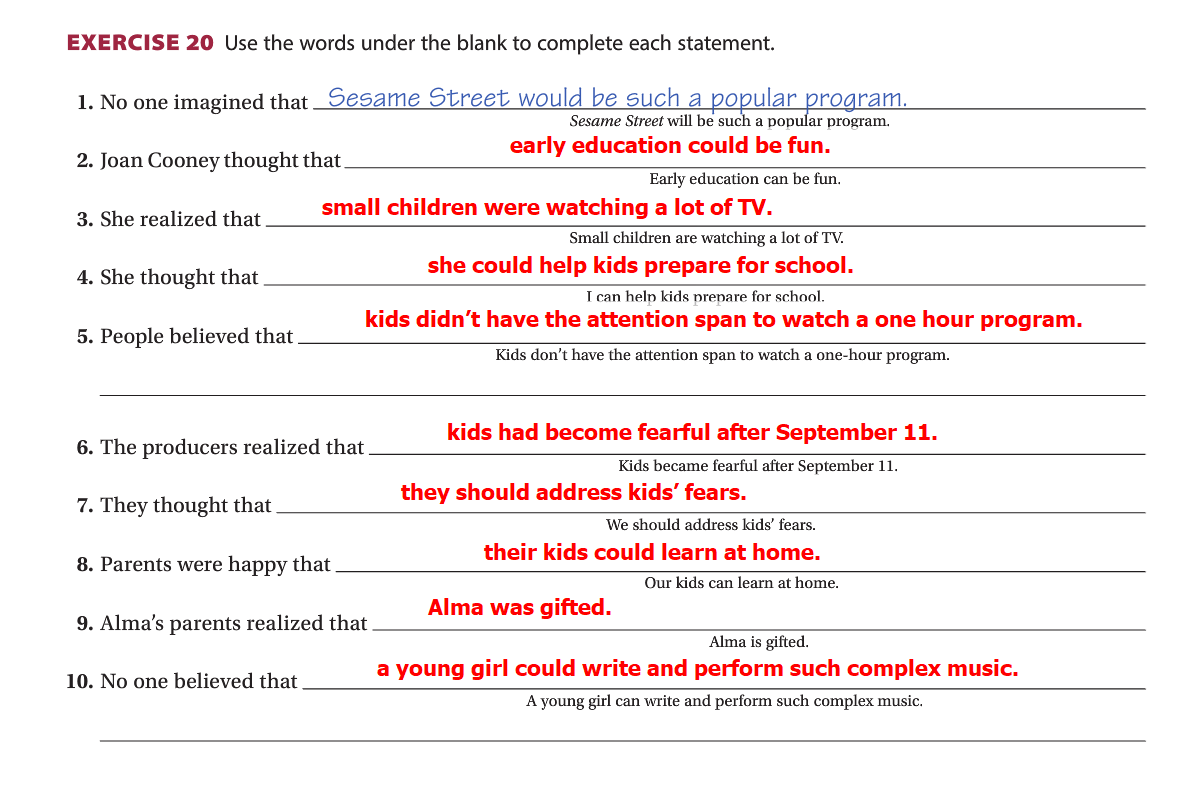 EXERCISE 20 Use the words under the blank to complete each statement.
1. No one imagined that Sesame Street would be such a popular program.
Sesame Street will be such a popular program.
early education could be fun.
2. Joan Cooney thought that
Early education can be fun.
small children were watching a lot of TV.
3. She realized that
Small children are watching a lot of TV.
she could help kids prepare for school.
4. She thought that
I can help kids prepare for school.
kids didn’t have the attention span to watch a one hour program.
5. People believed that
Kids don’t have the attention span to watch a one-hour program.
kids had become fearful after September 11.
6. The producers realized that
Kids became fearful after September 11.
they should address kids’ fears.
7. They thought that
We should address kids’ fears.
their kids could learn at home.
8. Parents were happy that
Our kids can learn at home.
Alma was gifted.
9. Alma’s parents realized that
Alma is gifted.
a young girl could write and perform such complex music.
10. No one believed that
A young girl can write and perform such complex music.